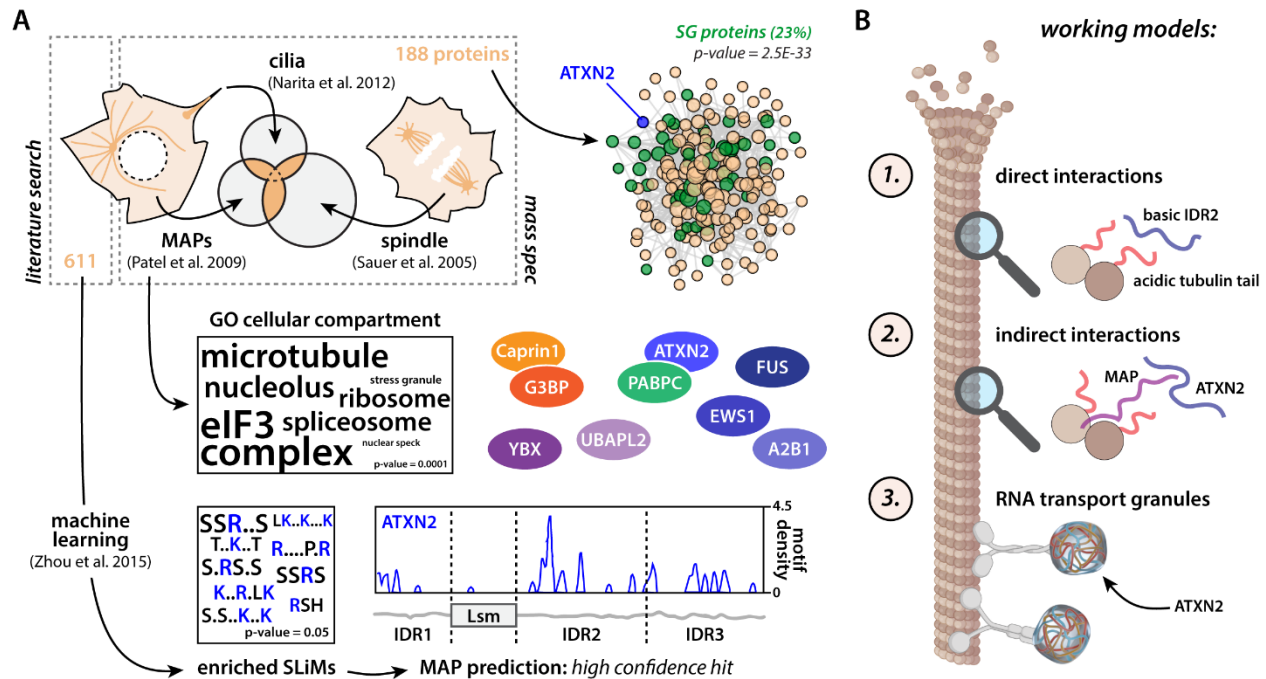 A
literature search
611
188 proteins
cilia
(Narita et al. 2012)
MAPs
(Patel et al. 2009)
spindle
(Sauer et al. 2005)
mass spec
SG proteins (23%)
p-value = 2.5E-33
ATXN2
GO cellular compartment
microtubule
nucleolus
stress granule
ribosome
eIF3
spliceosome
complex
nuclear speck
p-value = 0.0001
Caprin1
G3BP
ATXN2
PABPC
FUS
EWS1
YBX
UBAPL2
A2B1
machine
learning
(Zhou et al. 2015)
SSR..S
LK..K...K
T..K..T
R....P.R
S.RS.S
SSRS
K..R.LK
RSH
S.S..K..K
p-value = 0.05
enriched SLiMs
ATXN2
4.5
motif
density
0
Lsm
IDR1
IDR2
IDR3
MAP prediction: high confidence hit
B
working models:
1.
direct interactions
basic IDR2
acidic tubulin tail
2.
indirect interactions
MAP
ATXN2
3.
RNA transport granules
ATXN2